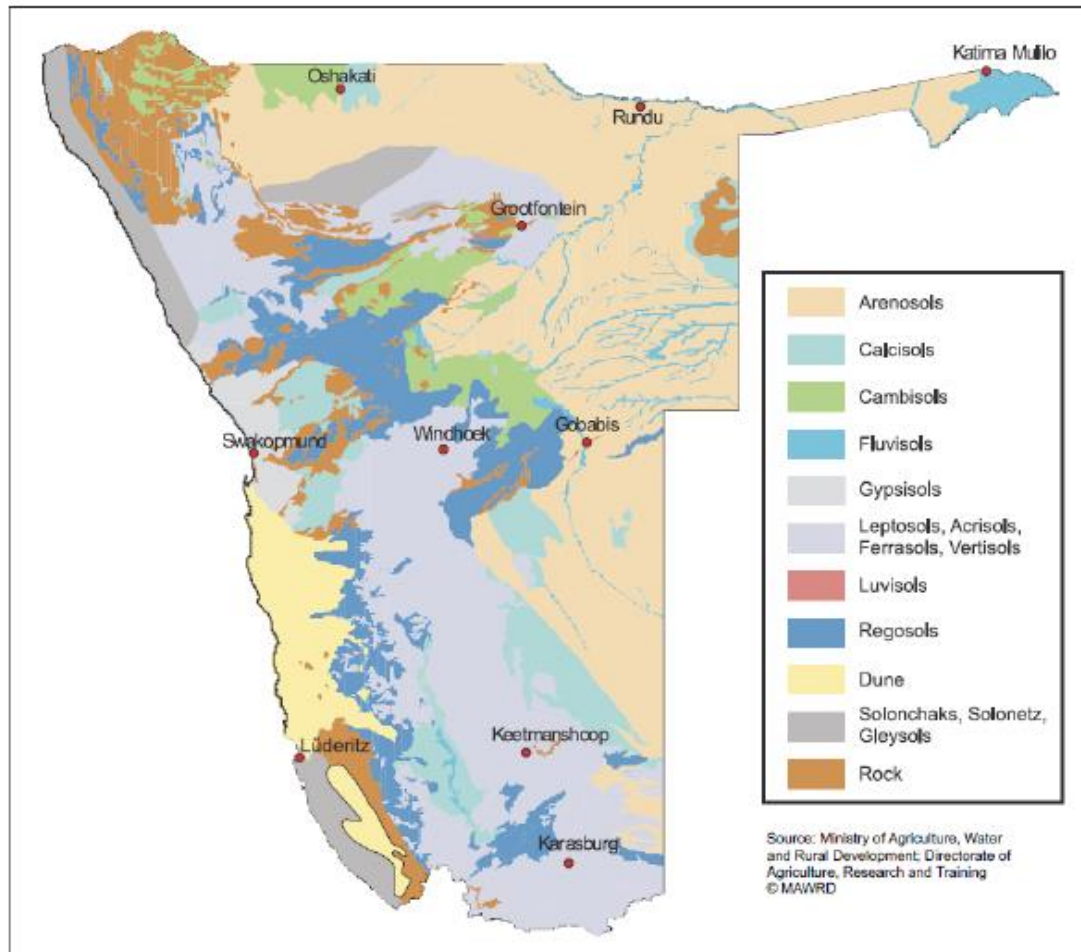 Katima Mulilo
Oshakati
Rundu
Grootfontein
Swakopmund
Windhoek
Gobabis
Lüderitz
Keetmanshoop
Karasburg
Arenosols
Calcisols
Cambisols
Fluvisols
Gypsisols
Leptosols, Acrisols,
Ferrasols, Vertisols
Luvisols
Regosols
Dune
Solonchaks, Solonetz,
Gleysols
Rock
Source: Ministry of Agriculture, Water
and Rural Development; Directorate of
Agriculture, Research and Training
© MAWRD